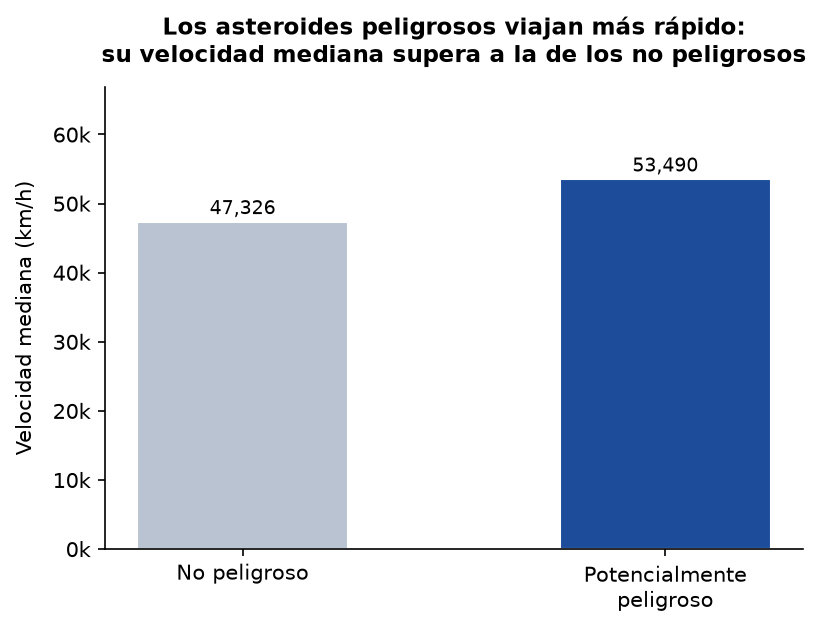 Los asteroides peligrosos viajan más rápido:
su velocidad mediana supera a la de los no peligrosos
Velocidad mediana (km/h)
60k
50k
40k
30k
20k
10k
0k
47,326
53,490
No peligroso
Potencialmente
peligroso